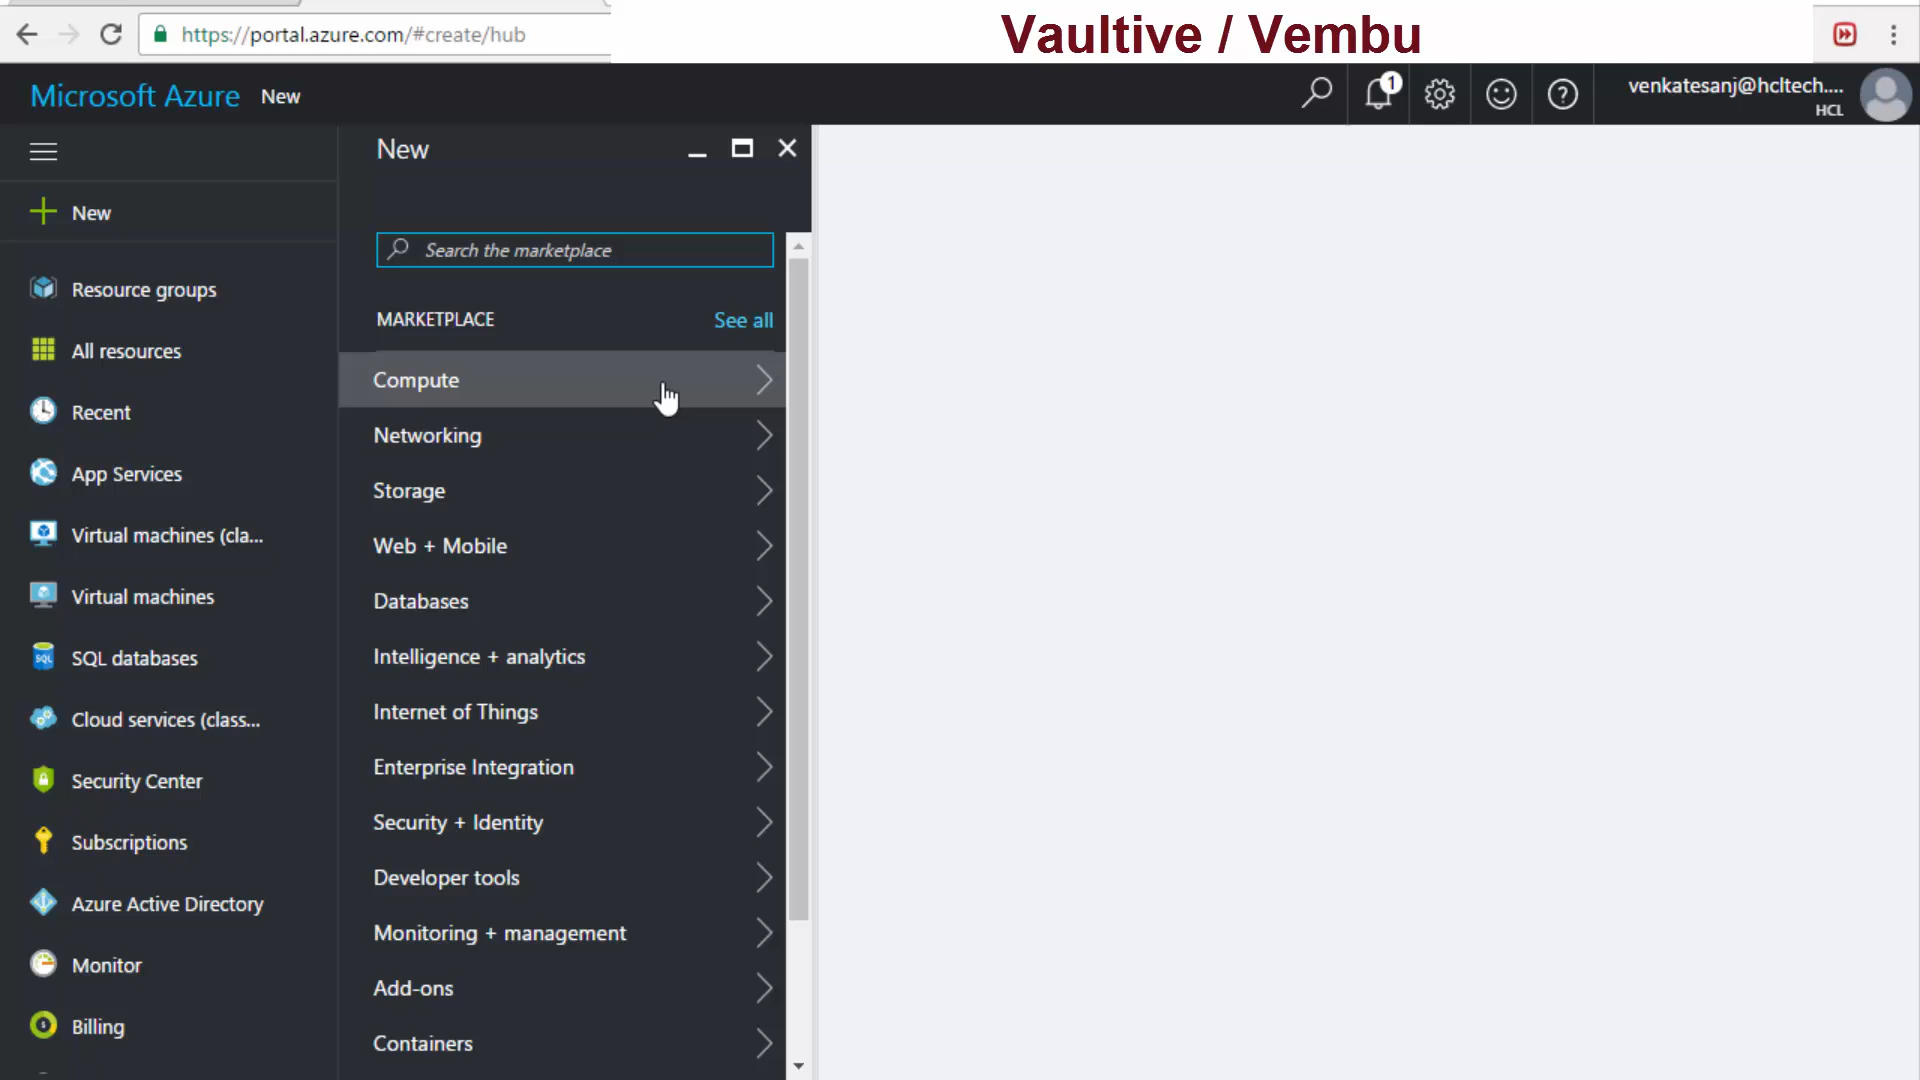 https://portal.azure.com/#create/hub
Vaultive / Vembu
Microsoft Azure New
1
venkatesanj@hcltech....
HCL
New
New
Resource groups
All resources
Recent
App Services
Virtual machines (cla...
Virtual machines
SQL databases
Cloud services (class...
Security Center
Subscriptions
Azure Active Directory
Monitor
Billing
Search the marketplace
MARKETPLACE See all
Compute
Networking
Storage
Web + Mobile
Databases
Intelligence + analytics
Internet of Things
Enterprise Integration
Security + Identity
Developer tools
Monitoring + management
Add-ons
Containers